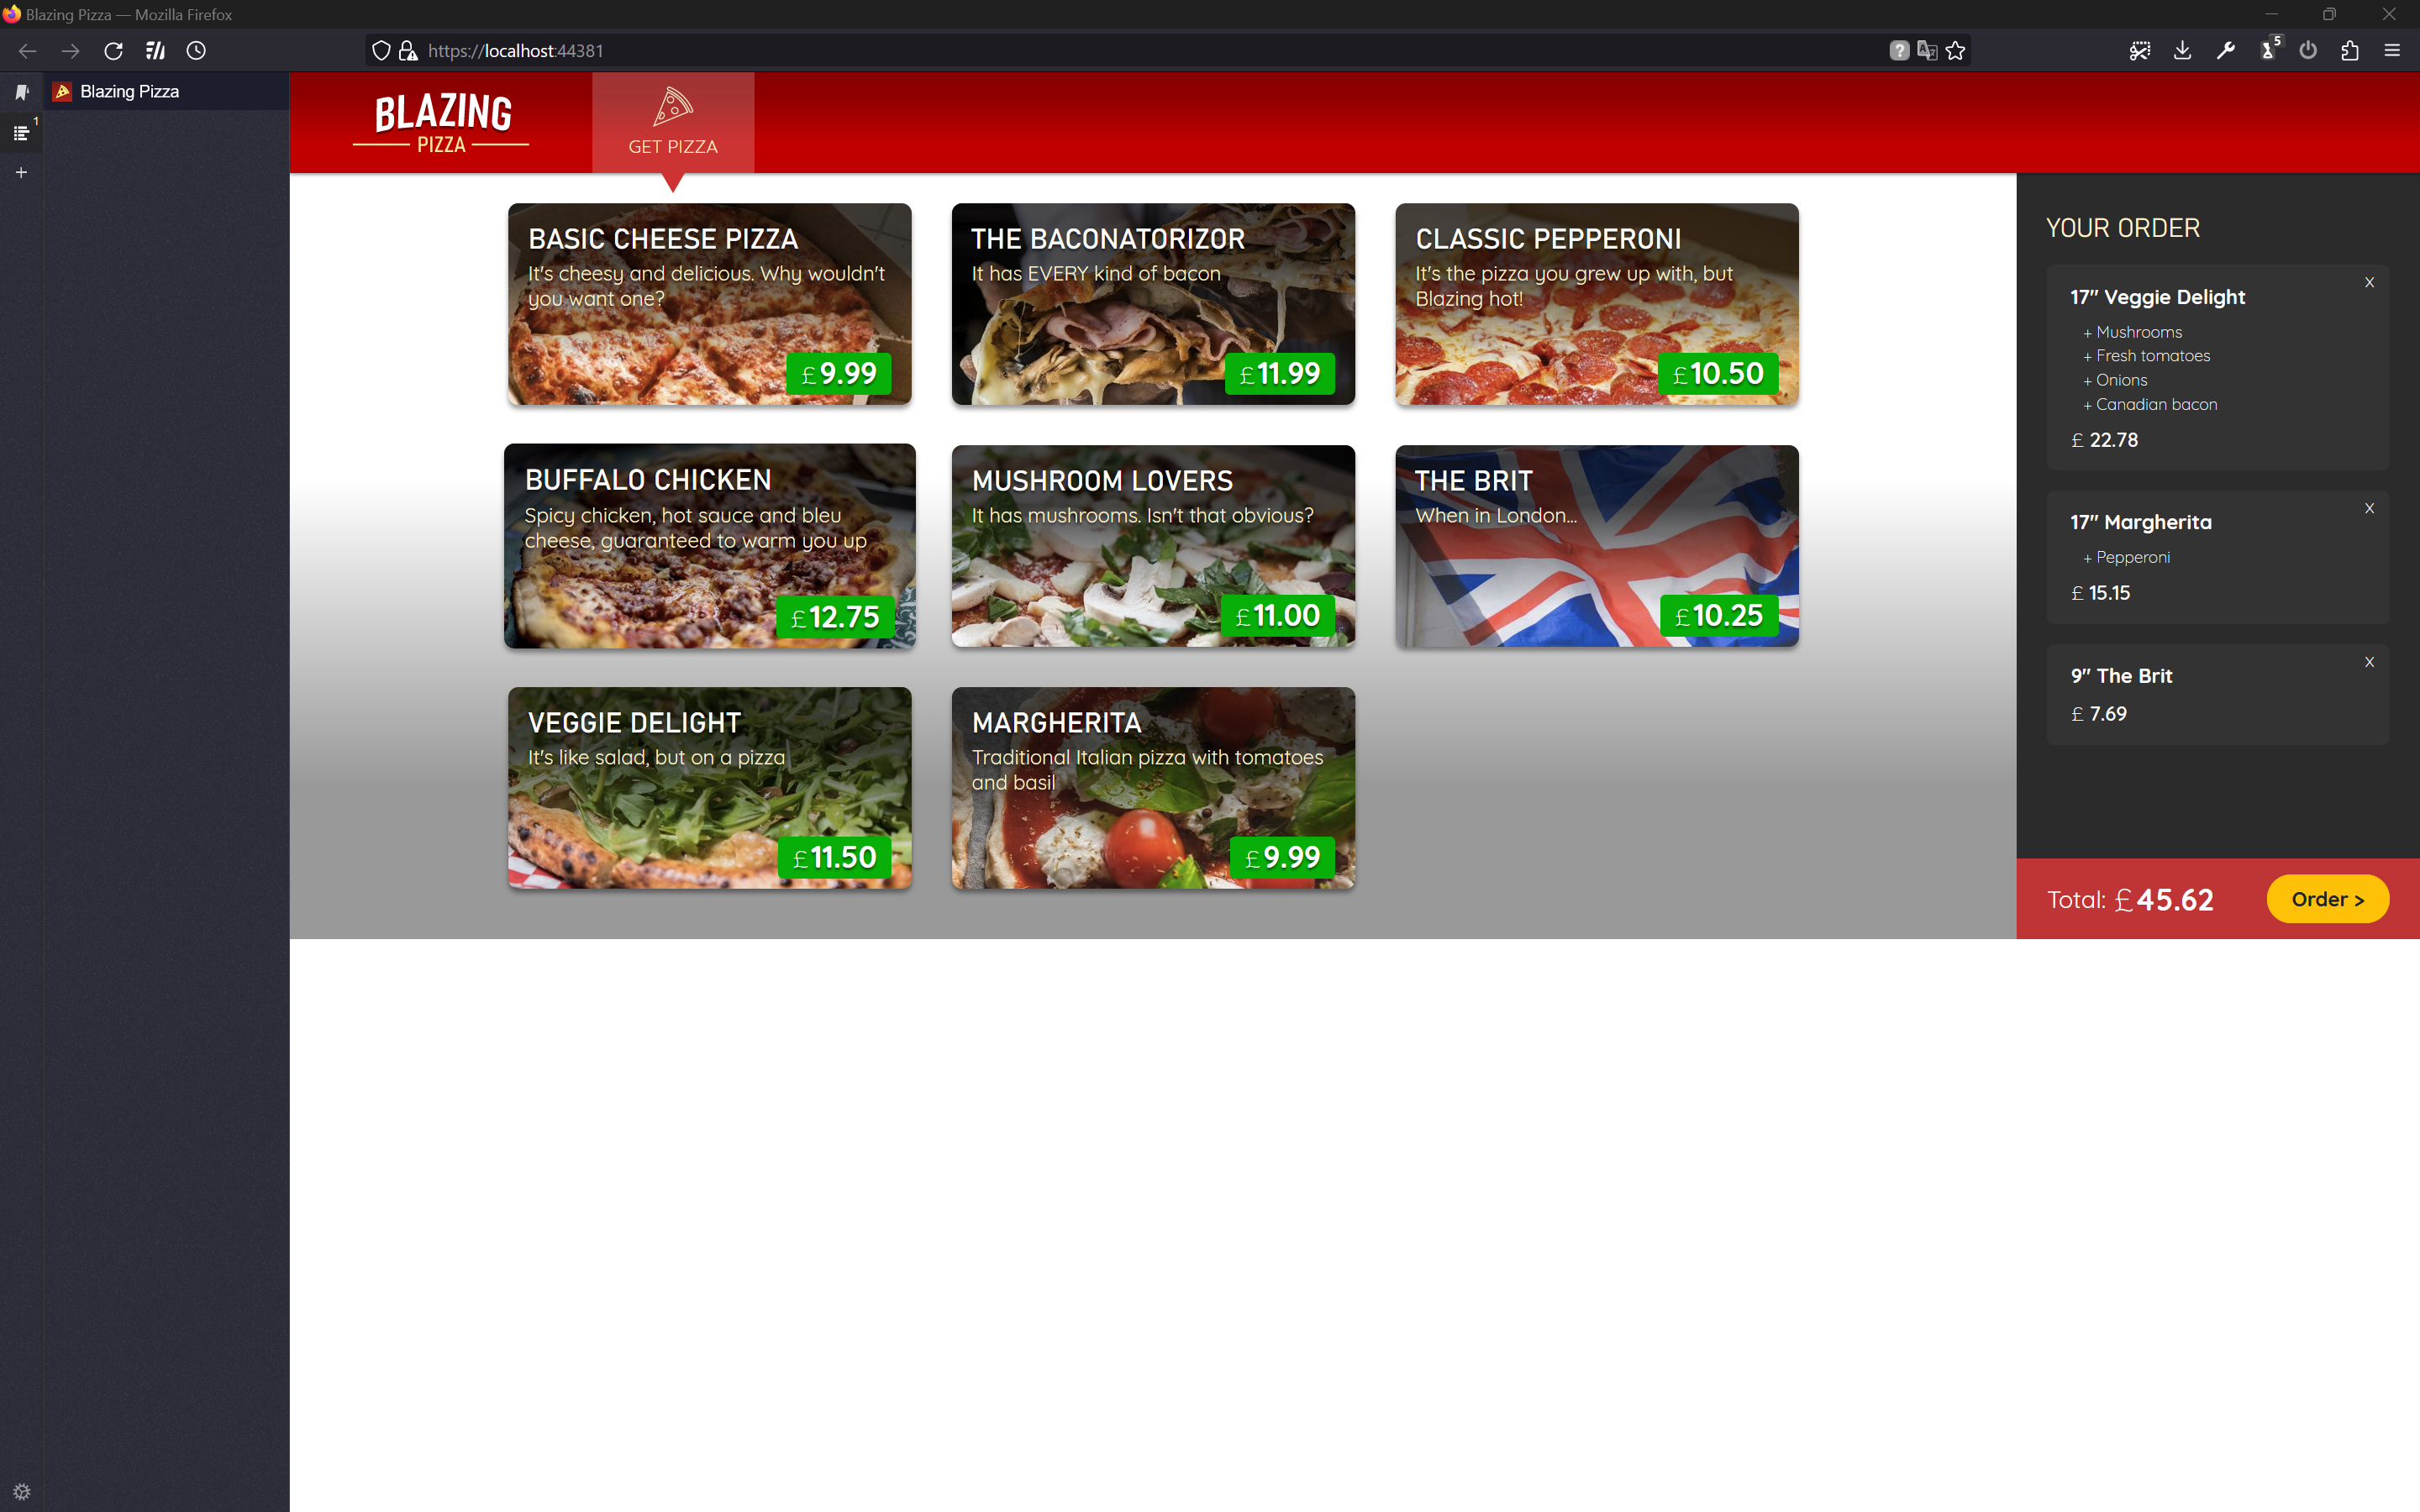 Blazing Pizza — Mozilla Firefox
https://localhost:44381
5
Blazing Pizza
1
BLAZING
PIZZA
GET PIZZA
BASIC CHEESE PIZZA
It's cheesy and delicious. Why wouldn't
you want one?
£ 9.99
THE BACONATORIZOR
It has EVERY kind of bacon
£ 11.99
CLASSIC PEPPERONI
It's the pizza you grew up with, but
Blazing hot!
£ 10.50
BUFFALO CHICKEN
Spicy chicken, hot sauce and bleu
cheese, guaranteed to warm you up
£ 12.75
MUSHROOM LOVERS
It has mushrooms. Isn't that obvious?
£ 11.00
THE BRIT
When in London...
£ 10.25
VEGGIE DELIGHT
It's like salad, but on a pizza
£ 11.50
MARGHERITA
Traditional Italian pizza with tomatoes
and basil
£ 9.99
YOUR ORDER
x
17" Veggie Delight
+ Mushrooms
+ Fresh tomatoes
+ Onions
+ Canadian bacon
£ 22.78
x
17" Margherita
+ Pepperoni
£ 15.15
x
9" The Brit
£ 7.69
Total: £ 45.62
Order >